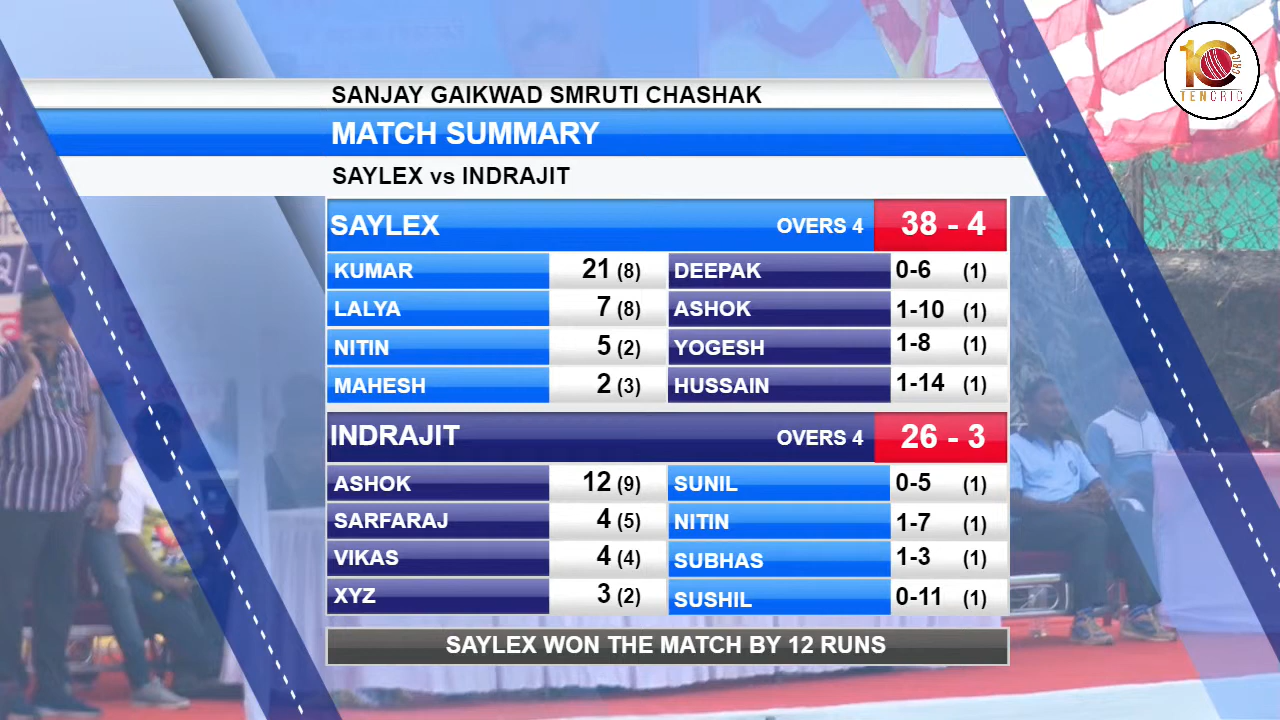 SANJAY GAIKWAD SMRUTI CHASHAK
MATCH SUMMARY
SAYLEX vs INDRAJIT
SAYLEX OVERS 4 38 - 4
KUMAR 21 (8) DEEPAK 0-6 (1)
LALYA 7 (8) ASHOK 1-10 (1)
NITIN 5 (2) YOGESH 1-8 (1)
MAHESH 2 (3) HUSSAIN 1-14 (1)
INDRAJIT OVERS 4 26 - 3
ASHOK 12 (9) SUNIL 0-5 (1)
SARFARAJ 4 (5) NITIN 1-7 (1)
VIKAS 4 (4) SUBHAS 1-3 (1)
XYZ 3 (2) SUSHIL 0-11 (1)
SAYLEX WON THE MATCH BY 12 RUNS
10 CRIC
TENCRIC